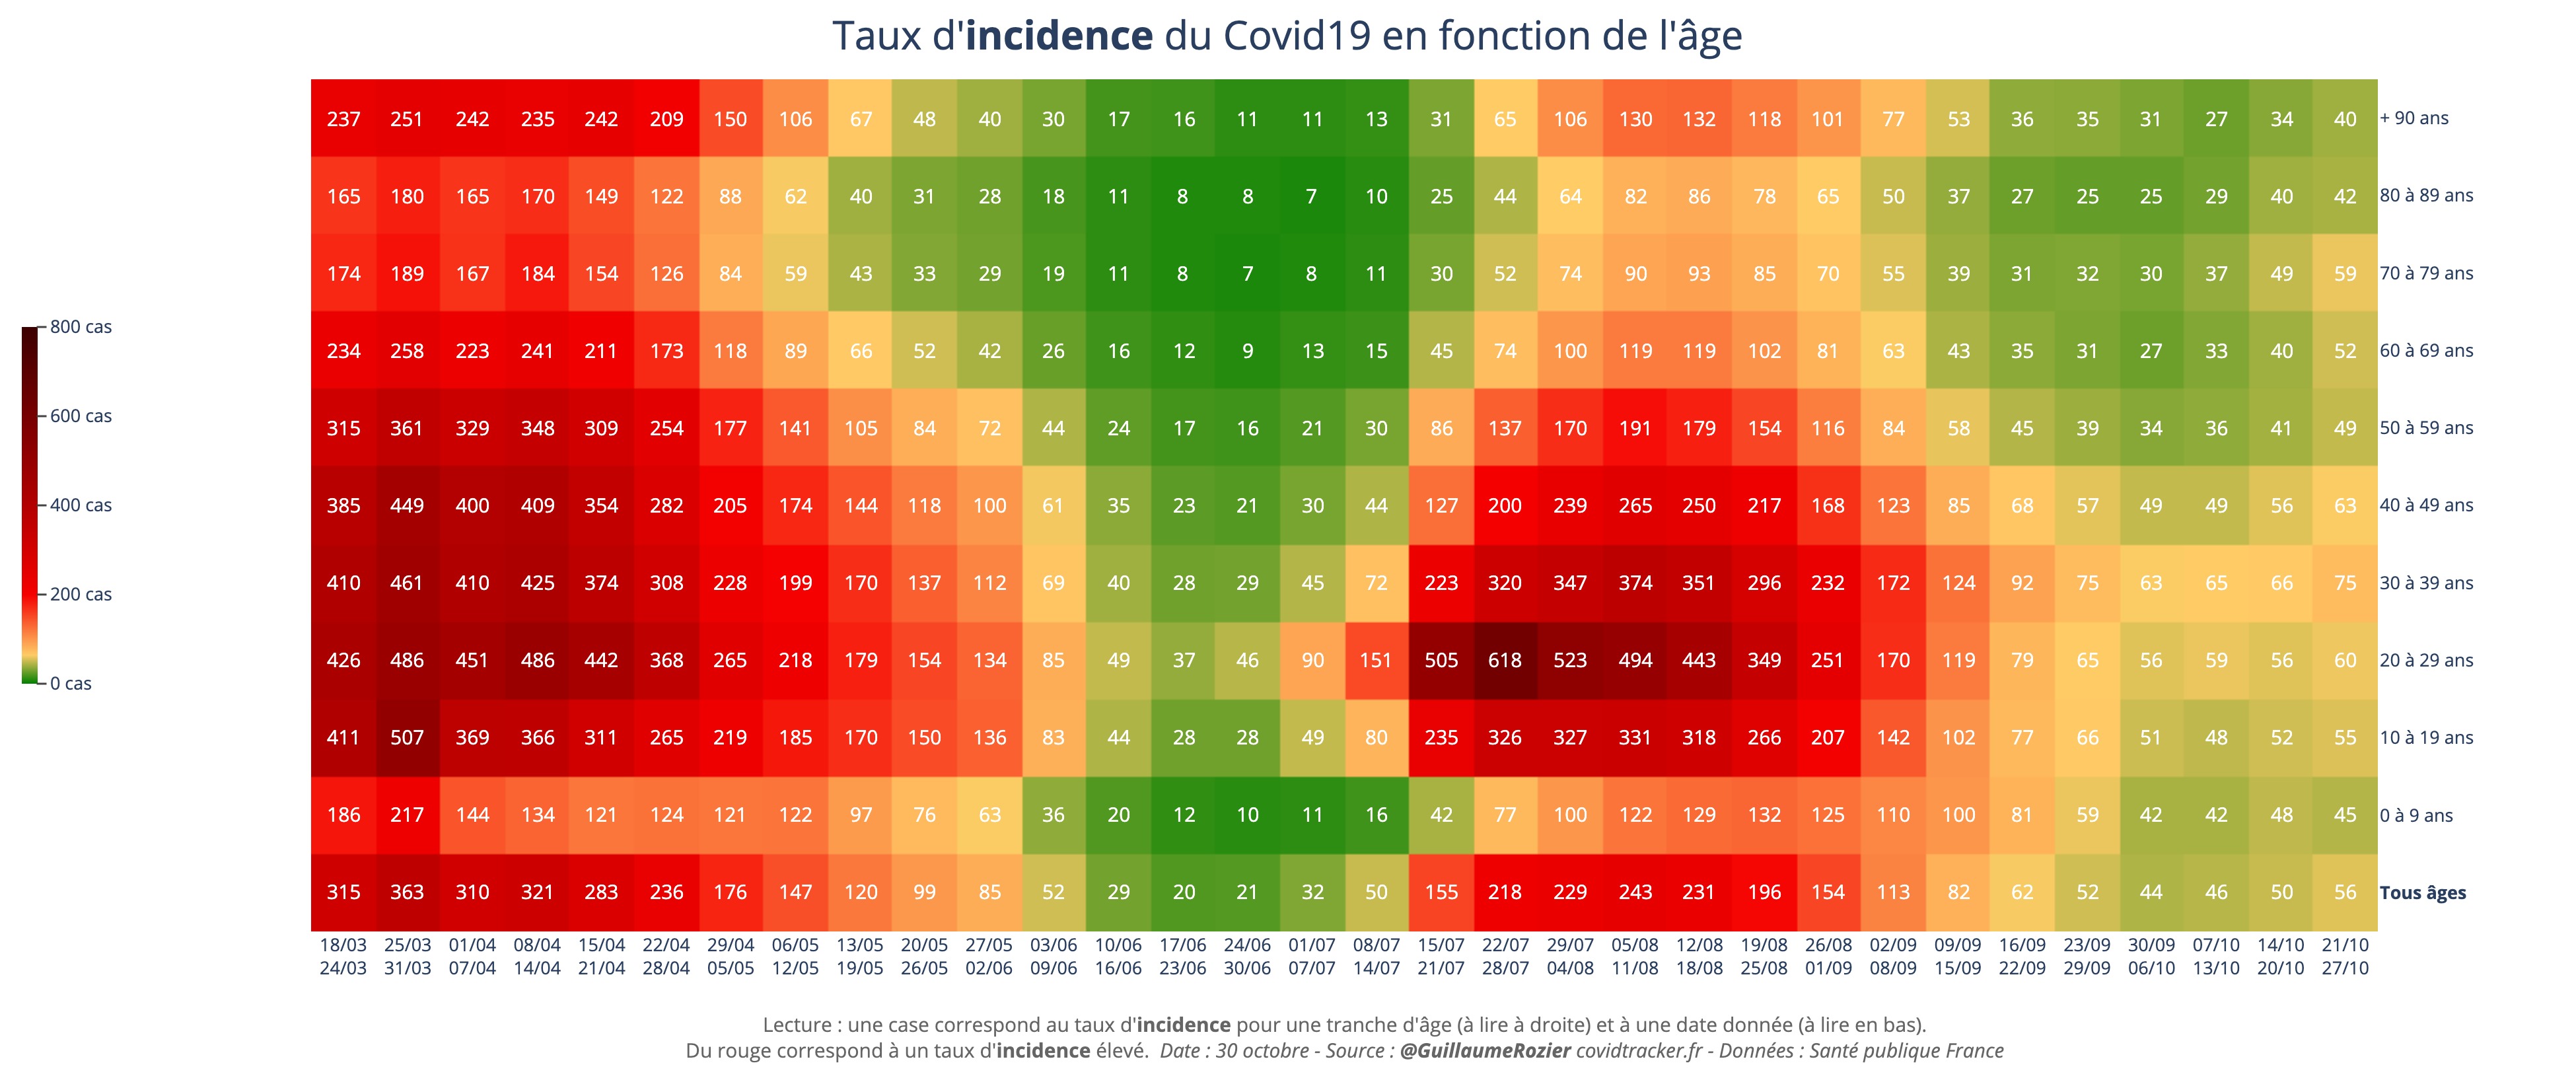 Taux d'incidence du Covid19 en fonction de l'âge
237 251 242 235 242 209 150 106 67 48 40 30 17 16 11 11 13 31 65 106 130 132 118 101 77 53 36 35 31 27 34 40 + 90 ans
165 180 165 170 149 122 88 62 40 31 28 18 11 8 8 7 10 25 44 64 82 86 78 65 50 37 27 25 25 29 40 42 80 à 89 ans
174 189 167 184 154 126 84 59 43 33 29 19 11 8 7 8 11 30 52 74 90 93 85 70 55 39 31 32 30 37 49 59 70 à 79 ans
234 258 223 241 211 173 118 89 66 52 42 26 16 12 9 13 15 45 74 100 119 119 102 81 63 43 35 31 27 33 40 52 60 à 69 ans
315 361 329 348 309 254 177 141 105 84 72 44 24 17 16 21 30 86 137 170 191 179 154 116 84 58 45 39 34 36 41 49 50 à 59 ans
385 449 400 409 354 282 205 174 144 118 100 61 35 23 21 30 44 127 200 239 265 250 217 168 123 85 68 57 49 49 56 63 40 à 49 ans
410 461 410 425 374 308 228 199 170 137 112 69 40 28 29 45 72 223 320 347 374 351 296 232 172 124 92 75 63 65 66 75 30 à 39 ans
426 486 451 486 442 368 265 218 179 154 134 85 49 37 46 90 151 505 618 523 494 443 349 251 170 119 79 65 56 59 56 60 20 à 29 ans
411 507 369 366 311 265 219 185 170 150 136 83 44 28 28 49 80 235 326 327 331 318 266 207 142 102 77 66 51 48 52 55 10 à 19 ans
186 217 144 134 121 124 121 122 97 76 63 36 20 12 10 11 16 42 77 100 122 129 132 125 110 100 81 59 42 42 48 45 0 à 9 ans
315 363 310 321 283 236 176 147 120 99 85 52 29 20 21 32 50 155 218 229 243 231 196 154 113 82 62 52 44 46 50 56 Tous âges
18/03 25/03 01/04 08/04 15/04 22/04 29/04 06/05 13/05 20/05 27/05 03/06 10/06 17/06 24/06 01/07 08/07 15/07 22/07 29/07 05/08 12/08 19/08 26/08 02/09 09/09 16/09 23/09 30/09 07/10 14/10 21/10
24/03 31/03 07/04 14/04 21/04 28/04 05/05 12/05 19/05 26/05 02/06 09/06 16/06 23/06 30/06 07/07 14/07 21/07 28/07 04/08 11/08 18/08 25/08 01/09 08/09 15/09 22/09 29/09 06/10 13/10 20/10 27/10
800 cas
600 cas
400 cas
200 cas
0 cas
Lecture : une case correspond au taux d'incidence pour une tranche d'âge (à lire à droite) et à une date donnée (à lire en bas).
Du rouge correspond à un taux d'incidence élevé. Date : 30 octobre - Source : @GuillaumeRozier covidtracker.fr - Données : Santé publique France